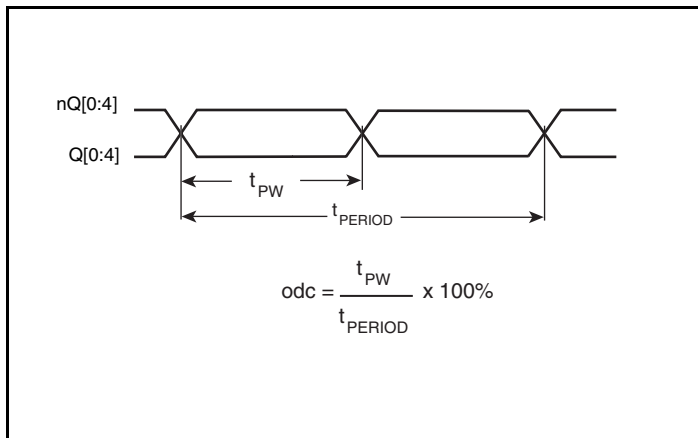 nQ[0:4]
Q[0:4]
tPW
tPERIOD
odc = tPW / tPERIOD x 100%